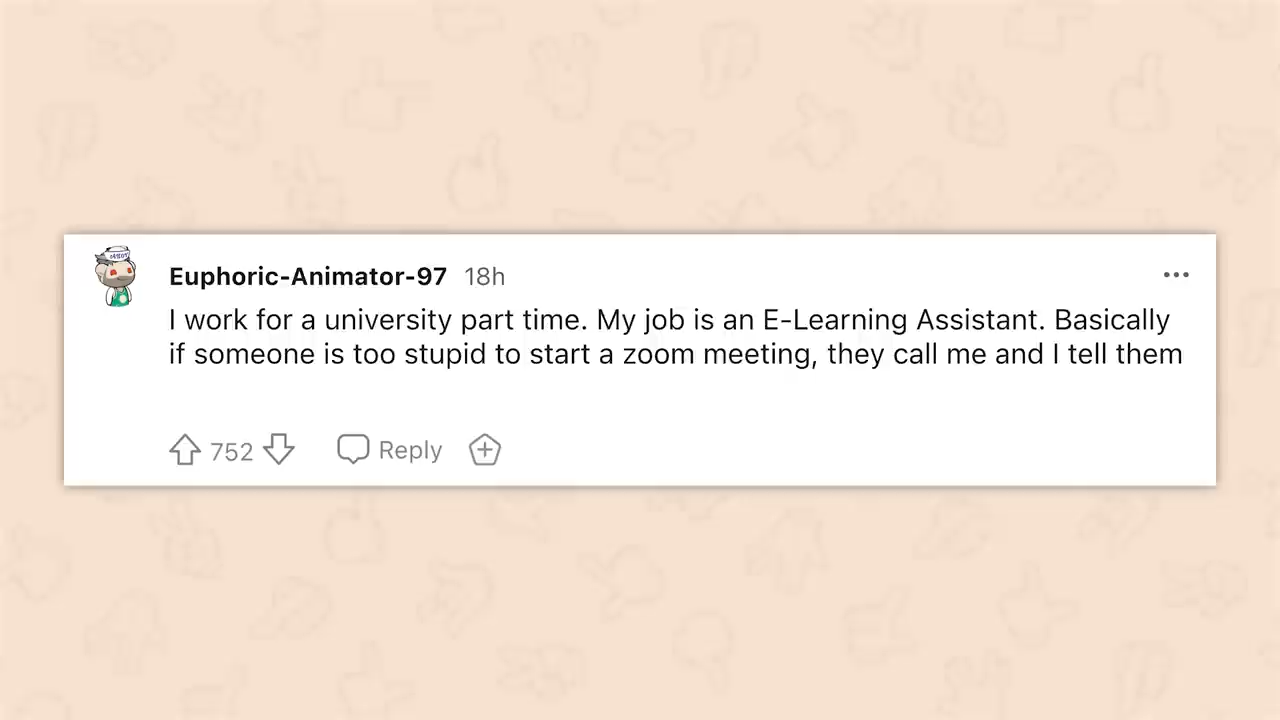 Euphoric-Animator-97 18h
I work for a university part time. My job is an E-Learning Assistant. Basically
if someone is too stupid to start a zoom meeting, they call me and I tell them
752 Reply